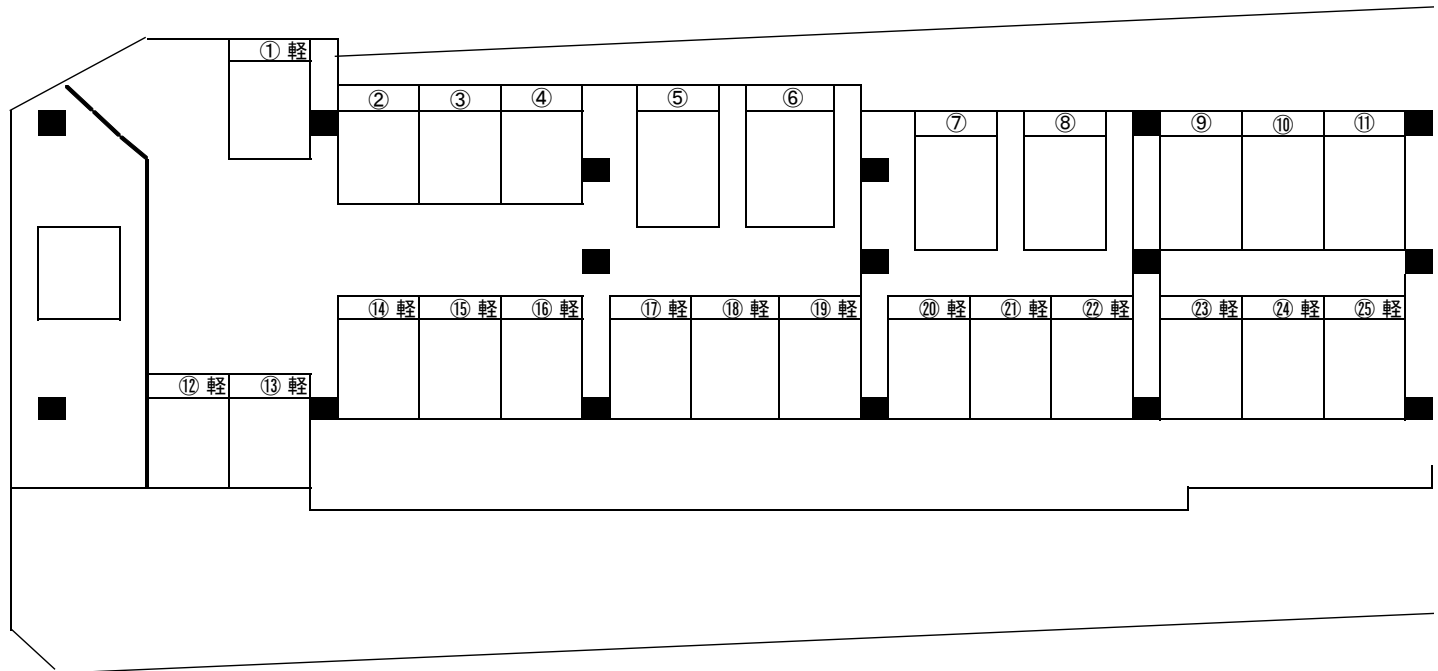 ① 軽
② ③ ④ ⑤ ⑥
⑦ ⑧ ⑨ ⑩ ⑪
⑭ 軽 ⑮ 軽 ⑯ 軽 ⑰ 軽 ⑱ 軽 ⑲ 軽 ⑳ 軽 ㉑ 軽 ㉒ 軽 ㉓ 軽 ㉔ 軽 ㉕ 軽
⑫ 軽 ⑬ 軽